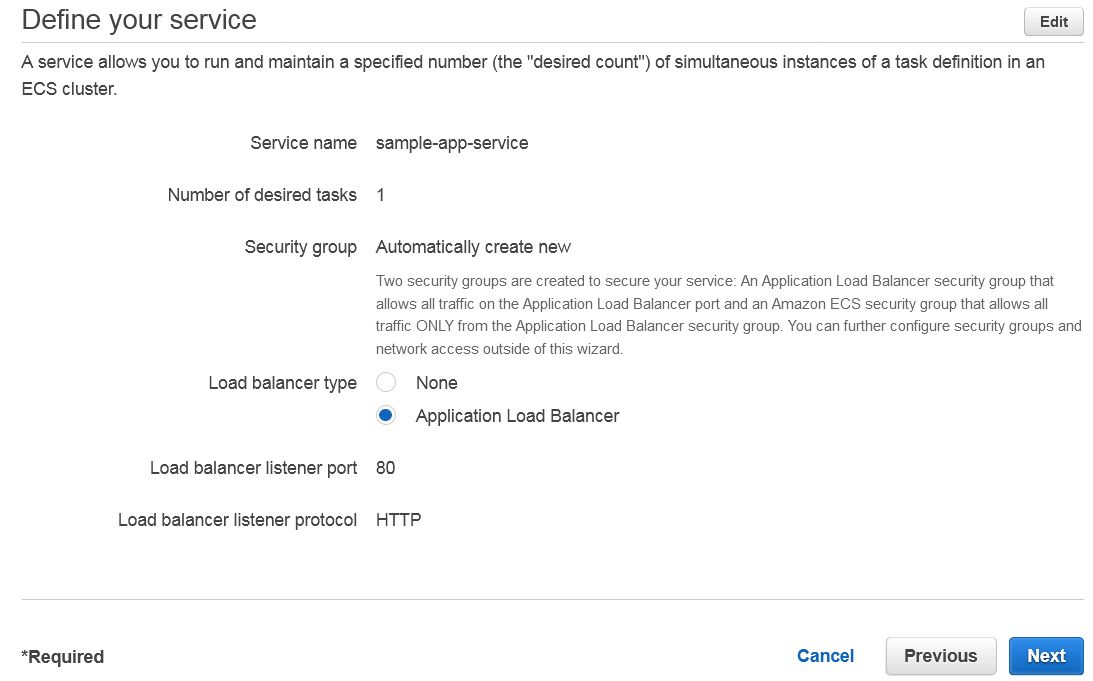 Define your service
Edit
A service allows you to run and maintain a specified number (the "desired count") of simultaneous instances of a task definition in an
ECS cluster.
Service name sample-app-service
Number of desired tasks 1
Security group Automatically create new
Two security groups are created to secure your service: An Application Load Balancer security group that
allows all traffic on the Application Load Balancer port and an Amazon ECS security group that allows all
traffic ONLY from the Application Load Balancer security group. You can further configure security groups and
network access outside of this wizard.
Load balancer type None
Application Load Balancer
Load balancer listener port 80
Load balancer listener protocol HTTP
*Required
Cancel Previous Next